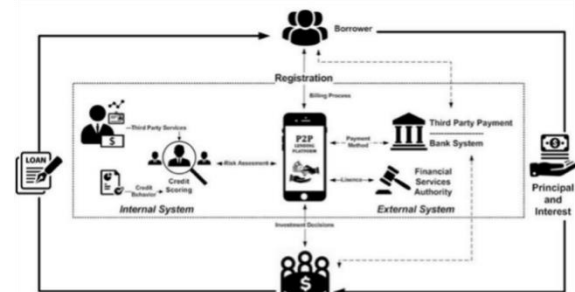 Borrower
Registration
Billing Process
Third Party Services
P2P
LENDING
PLATFORM
Payment
Method
Third Party Payment
Bank System
LOAN
Risk Assessment
Credit
Scoring
Credit
Behavior
Licence
Financial
Services
Authority
Principal
and
Interest
Internal System
External System
Investment Decisions